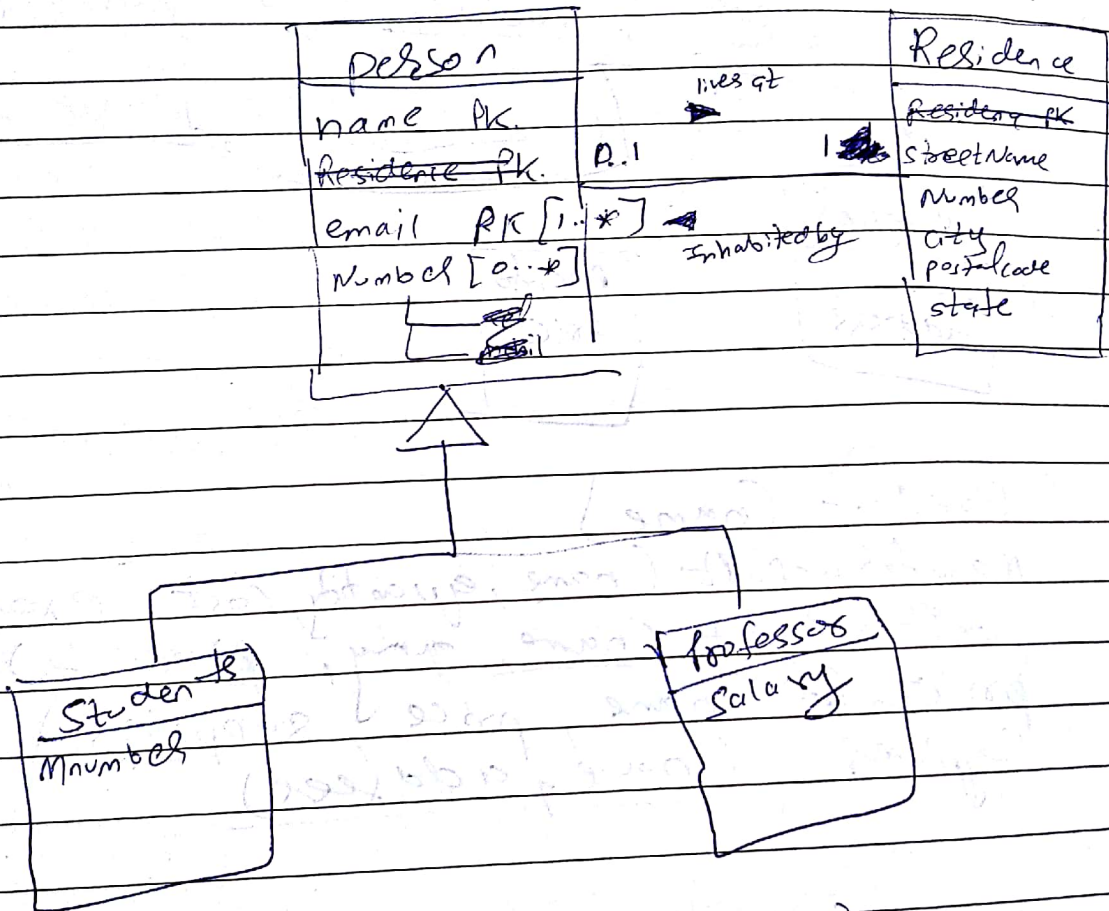 person
name PK.
Residence PK.
email PK [1..*]
Number [0..*]
lives at
0..1
1
Inhabited by
Residence
Residence PK
StreetName
Number
city
postalcode
state
Students
Mnumber
Professor
Salary